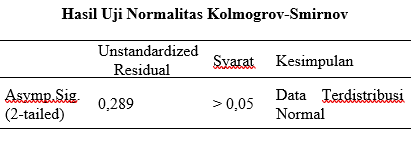 Hasil Uji Normalitas Kolmogrov-Smirnov
Unstandardized Residual Syarat Kesimpulan
Asymp.Sig. (2-tailed) 0,289 > 0,05 Data Terdistribusi Normal